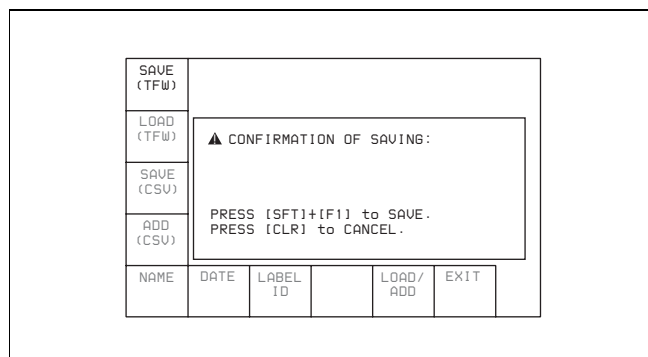 SAVE
(TFW)
LOAD
(TFW)
SAVE
(CSV)
ADD
(CSV)
CONFIRMATION OF SAVING:
PRESS [SFT]+[F1] to SAVE.
PRESS [CLR] to CANCEL.
NAME
DATE
LABEL
ID
LOAD/
ADD
EXIT